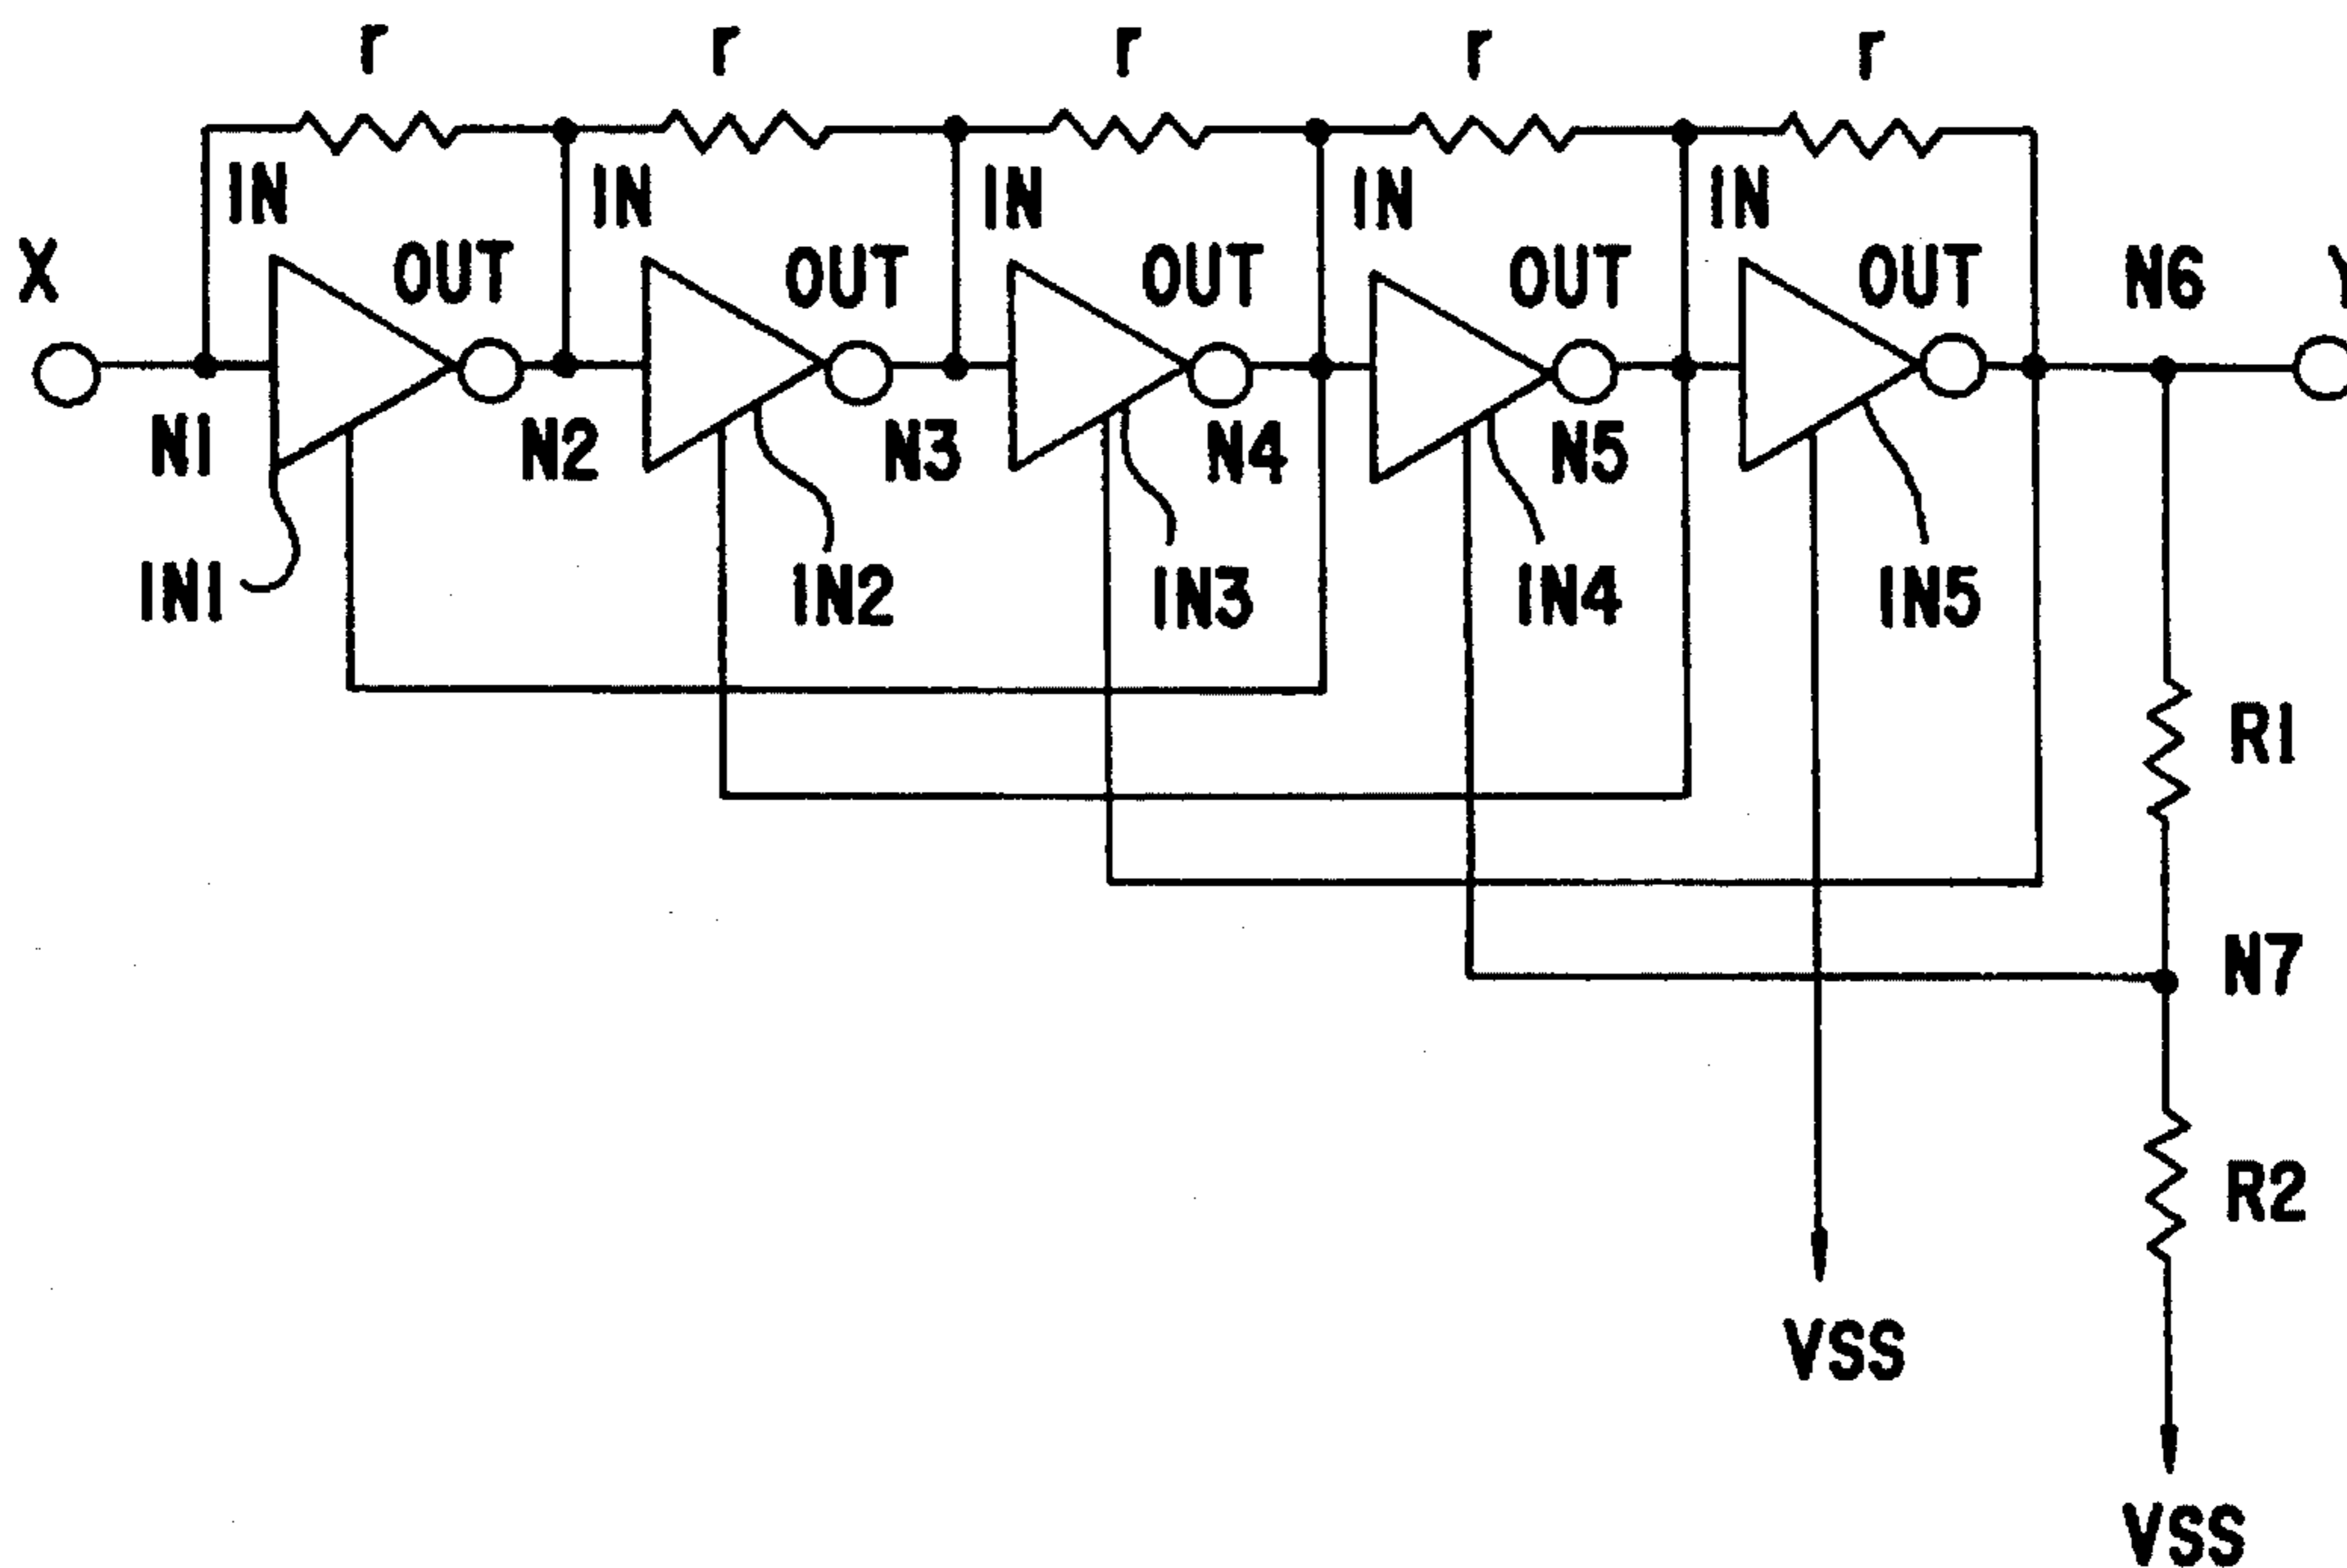 r r r r r
IN IN IN IN IN
X OUT OUT OUT OUT OUT N6 Y
N1 N2 N3 N4 N5
IN1 IN2 IN3 IN4 IN5
R1
N7
R2
VSS
VSS